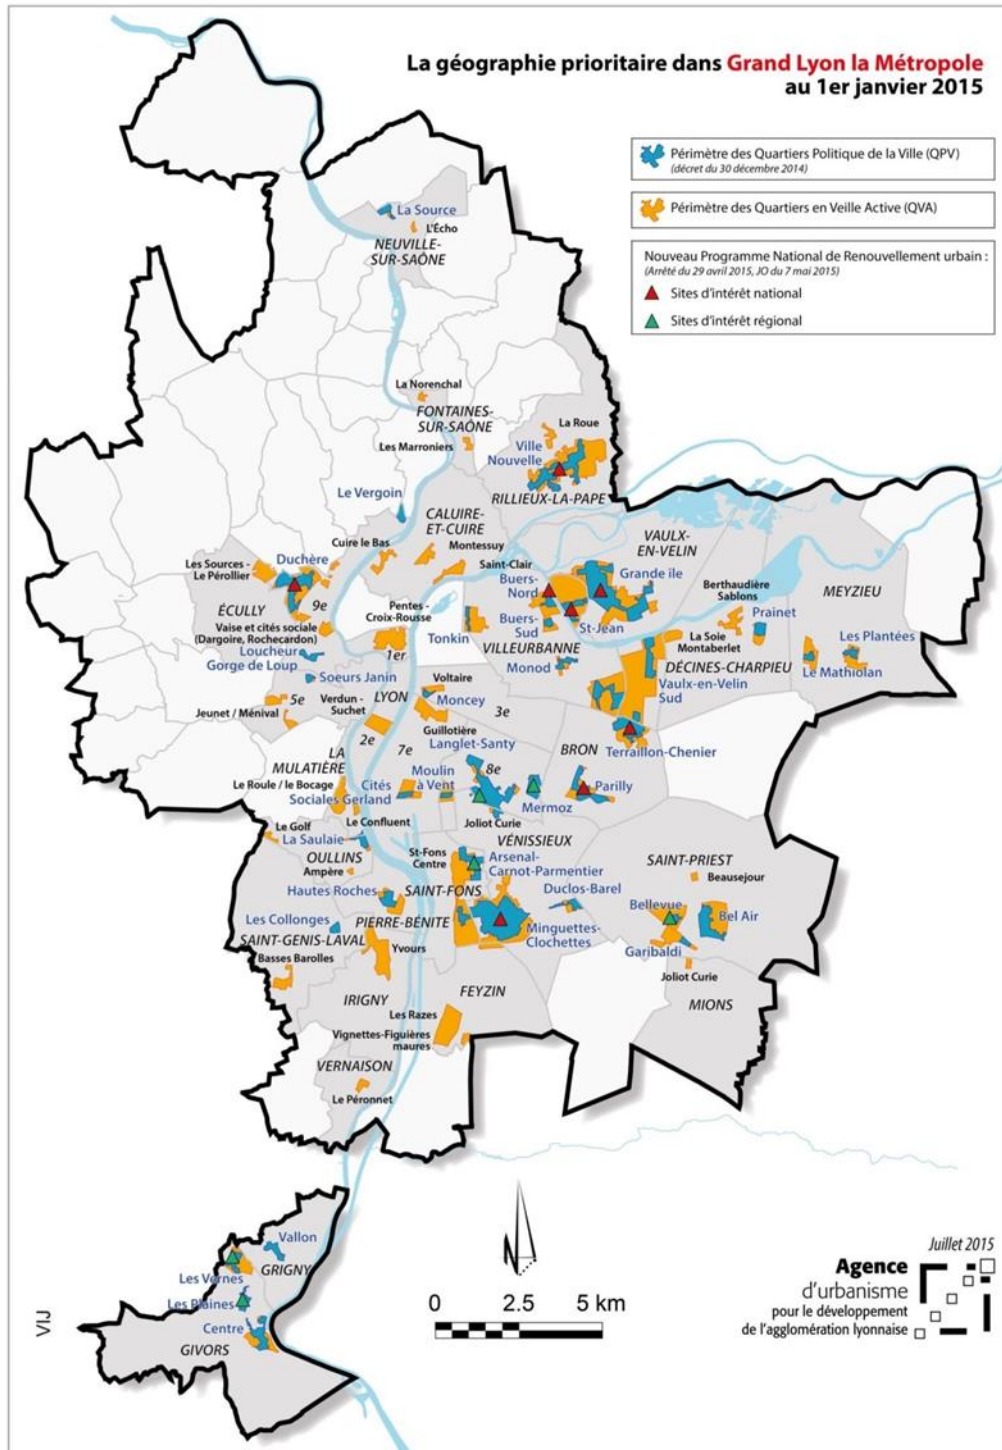 La géographie prioritaire dans Grand Lyon la Métropole
au 1er janvier 2015
Périmètre des Quartiers Politique de la Ville (QPV)
(décret du 30 décembre 2014)
Périmètre des Quartiers en Veille Active (QVA)
Nouveau Programme National de Renouvellement urbain :
(Arrêté du 29 avril 2015, JO du 7 mai 2015)
Sites d'intérêt national
Sites d'intérêt régional
La Source
L'Écho
NEUVILLE-
SUR-SAÔNE
La Norenchal
FONTAINES-
SUR-SAÔNE
Les Marroniers
La Roue
Ville
Nouvelle
RILLIEUX-LA-PAPE
Le Vergoin
CALUIRE-
ET-CUIRE
Cuire le Bas
Montessuy
Saint-Clair
VAULX-
EN-VELIN
Les Sources -
Le Pérollier
Duchère
ÉCULLY
9e
Vaise et cités sociale
(Dargoire, Rochecardon)
Loucheur
Gorge de Loup
Pentes -
Croix-Rousse
1er
Tonkin
Buers-
Nord
Buers-
Sud
Grande île
St-Jean
VILLEURBANNE
Monod
Berthaudière
Sablons
Prainet
MEYZIEU
Les Plantées
Le Mathiolan
La Soie
Montaberlet
DÉCINES-CHARPIEU
Vaulx-en-Velin
Sud
Soeurs Janin
5e
LYON
Jeunet / Ménival
Verdun -
Suchet
2e
Voltaire
Moncey
3e
Guillotière
7e
Langlet-Santy
8e
BRON
Terraillon-Chenier
LA
MULATIÈRE
Le Roule / le Bocage
Cités
Sociales Gerland
Moulin
à Vent
Mermoz
Parilly
Le Confluent
Joliot Curie
Le Golf
La Saulaie
OULLINS
Ampère
VÉNISSIEUX
St-Fons
Centre
Arsenal-
Carnot-Parmentier
SAINT-FONS
Duclos-Barel
SAINT-PRIEST
Beausejour
Hautes Roches
Bellevue
Bel Air
Les Collonges
PIERRE-BÉNITE
Minguettes-
Clochettes
Garibaldi
SAINT-GENIS-LAVAL
Basses Barolles
Yvours
Joliot Curie
IRIGNY
FEYZIN
MIONS
Les Razes
Vignettes-Figuières
maures
VERNAISON
Le Péronnet
Vallon
GRIGNY
Les Vernes
Les Plaines
Centre
GIVORS
N
0 2.5 5 km
VIJ
Juillet 2015
Agence
d'urbanisme
pour le développement
de l'agglomération lyonnaise